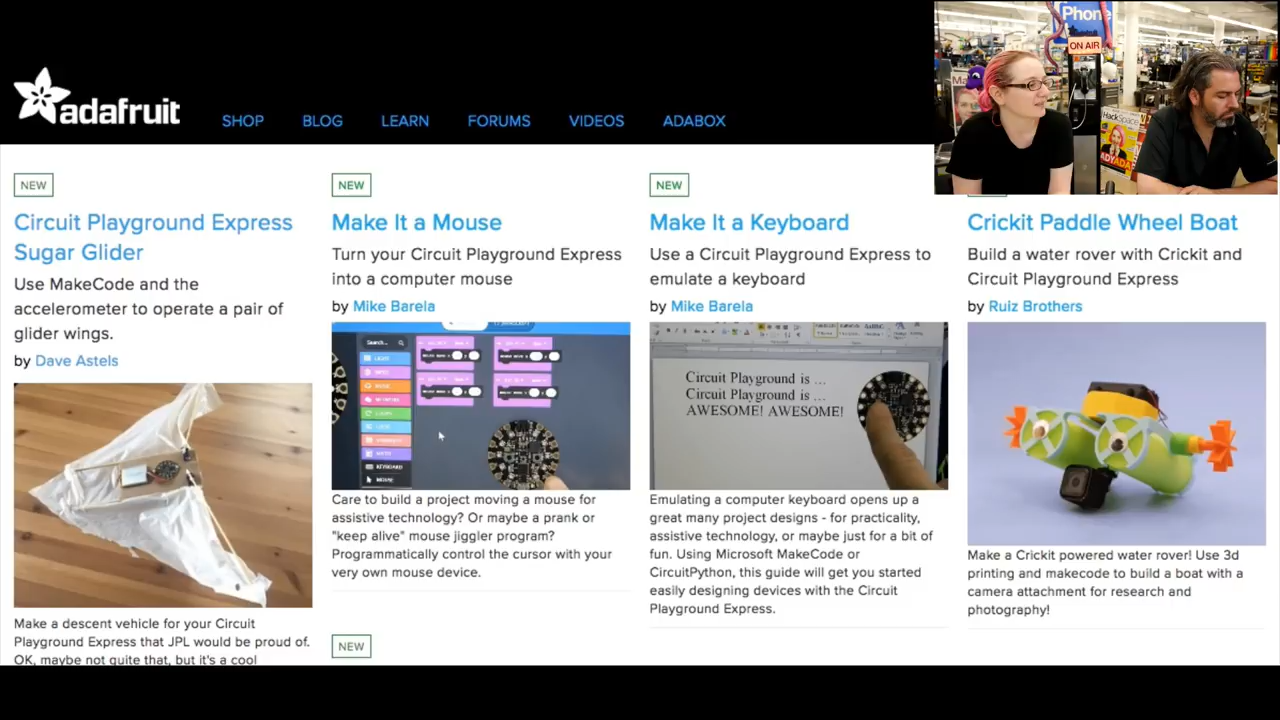 adafruit
SHOP
BLOG
LEARN
FORUMS
VIDEOS
ADABOX
Phone
ON AIR
HackSpace
NEW
Circuit Playground Express
Sugar Glider
Use MakeCode and the
accelerometer to operate a pair of
glider wings.
by Dave Astels
Make a descent vehicle for your Circuit
Playground Express that JPL would be proud of.
OK, maybe not quite that, but it's a cool
NEW
Make It a Mouse
Turn your Circuit Playground Express
into a computer mouse
by Mike Barela
Search...
KEYBOARD
MOUSE
Care to build a project moving a mouse for
assistive technology? Or maybe a prank or
"keep alive" mouse jiggler program?
Programmatically control the cursor with your
very own mouse device.
NEW
NEW
Make It a Keyboard
Use a Circuit Playground Express to
emulate a keyboard
by Mike Barela
Circuit Playground is ...
Circuit Playground is ...
AWESOME! AWESOME!
Emulating a computer keyboard opens up a
great many project designs - for practicality,
assistive technology, or maybe just for a bit of
fun. Using Microsoft MakeCode or
CircuitPython, this guide will get you started
easily designing devices with the Circuit
Playground Express.
Crickit Paddle Wheel Boat
Build a water rover with Crickit and
Circuit Playground Express
by Ruiz Brothers
Make a Crickit powered water rover! Use 3d
printing and makecode to build a boat with a
camera attachment for research and
photography!